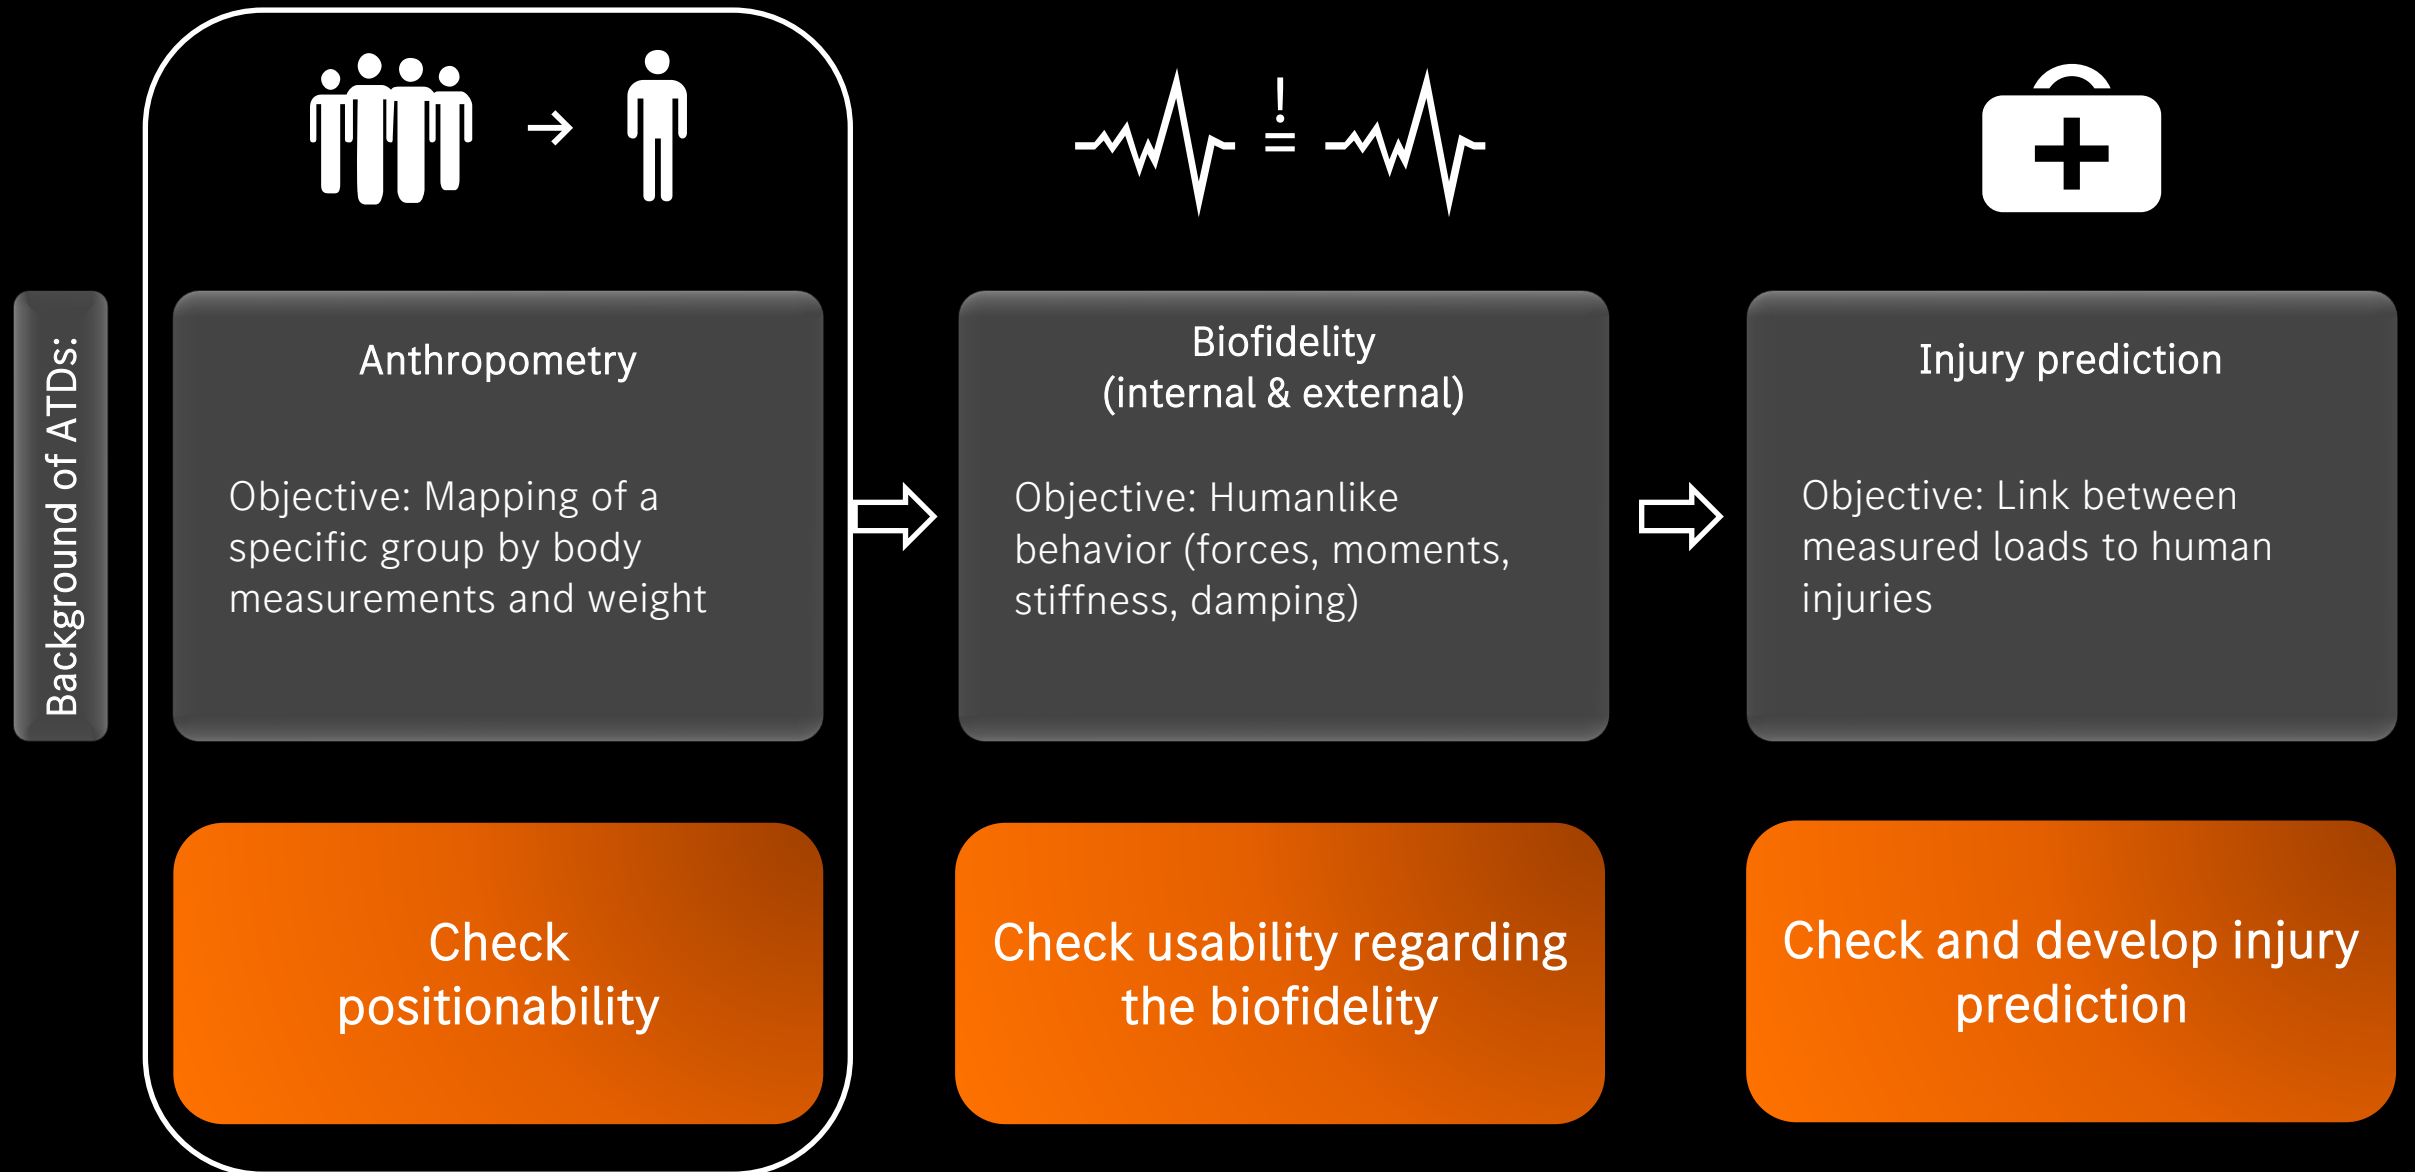 ! =
Background of ATDs:
Anthropometry
Objective: Mapping of a
specific group by body
measurements and weight
Check
positionability
Biofidelity
(internal & external)
Objective: Humanlike
behavior (forces, moments,
stiffness, damping)
Check usability regarding
the biofidelity
Injury prediction
Objective: Link between
measured loads to human
injuries
Check and develop injury
prediction